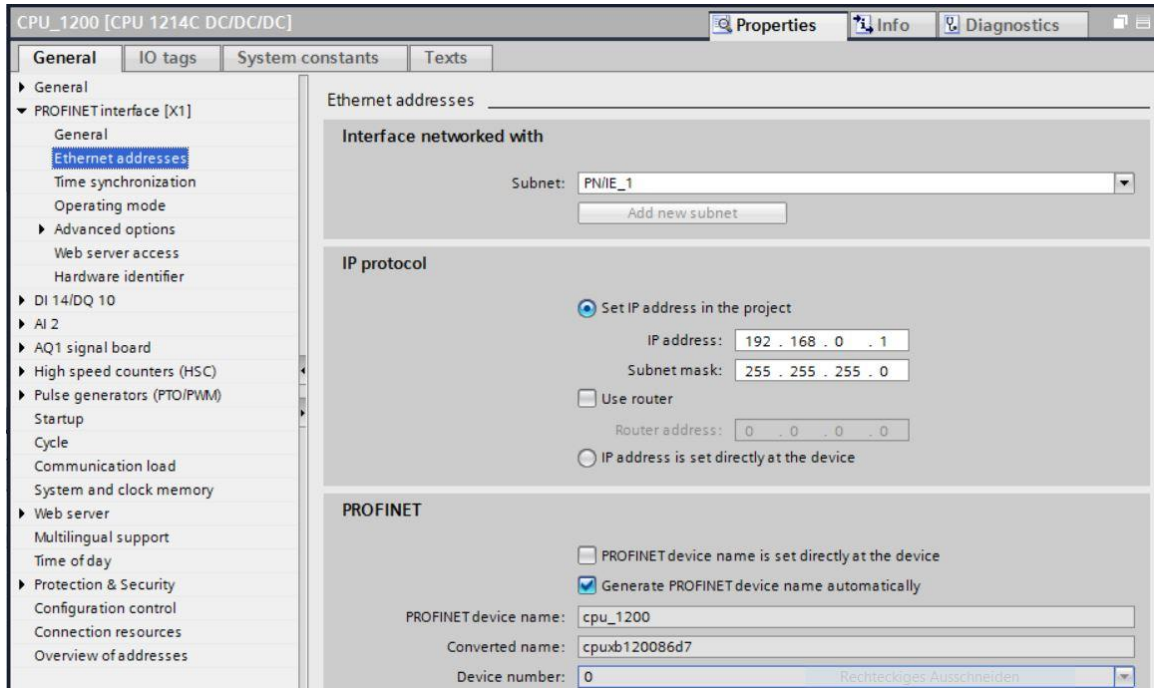 CPU_1200 [CPU 1214C DC/DC/DC]
Properties Info Diagnostics
General IO tags System constants Texts
General
PROFINET interface [X1]
General
Ethernet addresses
Time synchronization
Operating mode
Advanced options
Web server access
Hardware identifier
DI 14/DQ 10
AI 2
AQ1 signal board
High speed counters (HSC)
Pulse generators (PTO/PWM)
Startup
Cycle
Communication load
System and clock memory
Web server
Multilingual support
Time of day
Protection & Security
Configuration control
Connection resources
Overview of addresses
Ethernet addresses
Interface networked with
Subnet: PN/IE_1
Add new subnet
IP protocol
Set IP address in the project
IP address: 192 . 168 . 0 . 1
Subnet mask: 255 . 255 . 255 . 0
Use router
Router address: 0 . 0 . 0 . 0
IP address is set directly at the device
PROFINET
PROFINET device name is set directly at the device
Generate PROFINET device name automatically
PROFINET device name: cpu_1200
Converted name: cpuxb120086d7
Device number: 0 Rechteckiges Ausschneiden